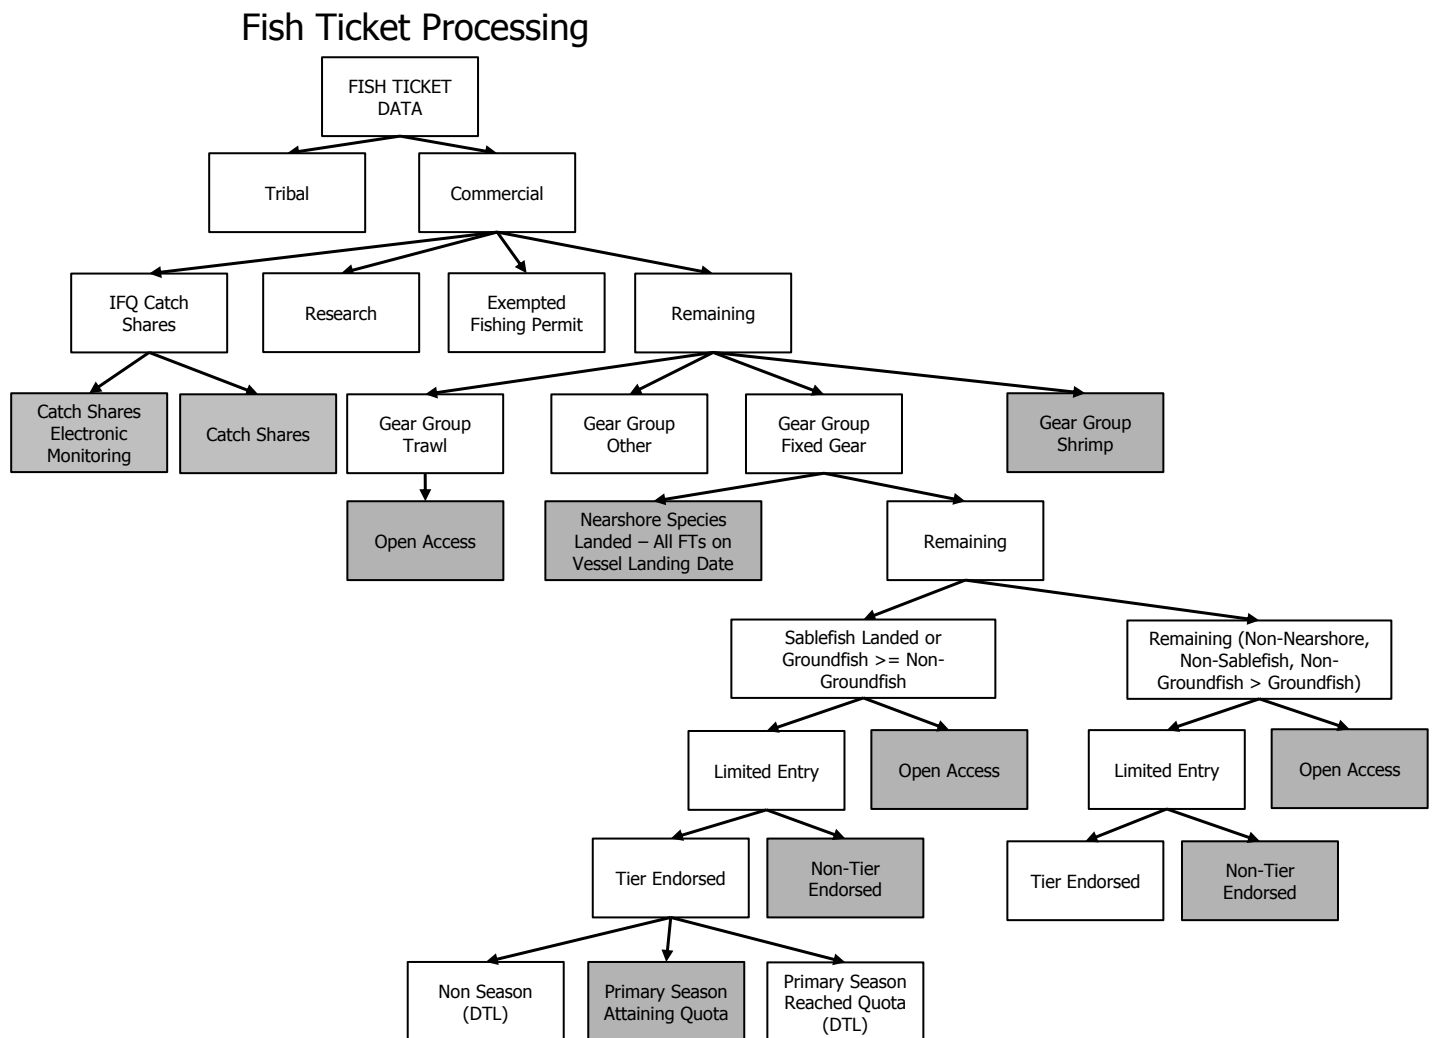 Fish Ticket Processing
FISH TICKET
DATA
Tribal
Commercial
IFQ Catch
Shares
Research
Exempted
Fishing Permit
Remaining
Catch Shares
Electronic
Monitoring
Catch Shares
Gear Group
Trawl
Gear Group
Other
Gear Group
Fixed Gear
Gear Group
Shrimp
Open Access
Nearshore Species
Landed – All FTs on
Vessel Landing Date
Remaining
Sablefish Landed or
Groundfish >= Non-
Groundfish
Remaining (Non-Nearshore,
Non-Sablefish, Non-
Groundfish > Groundfish)
Limited Entry
Open Access
Limited Entry
Open Access
Tier Endorsed
Non-Tier
Endorsed
Tier Endorsed
Non-Tier
Endorsed
Non Season
(DTL)
Primary Season
Attaining Quota
Primary Season
Reached Quota
(DTL)